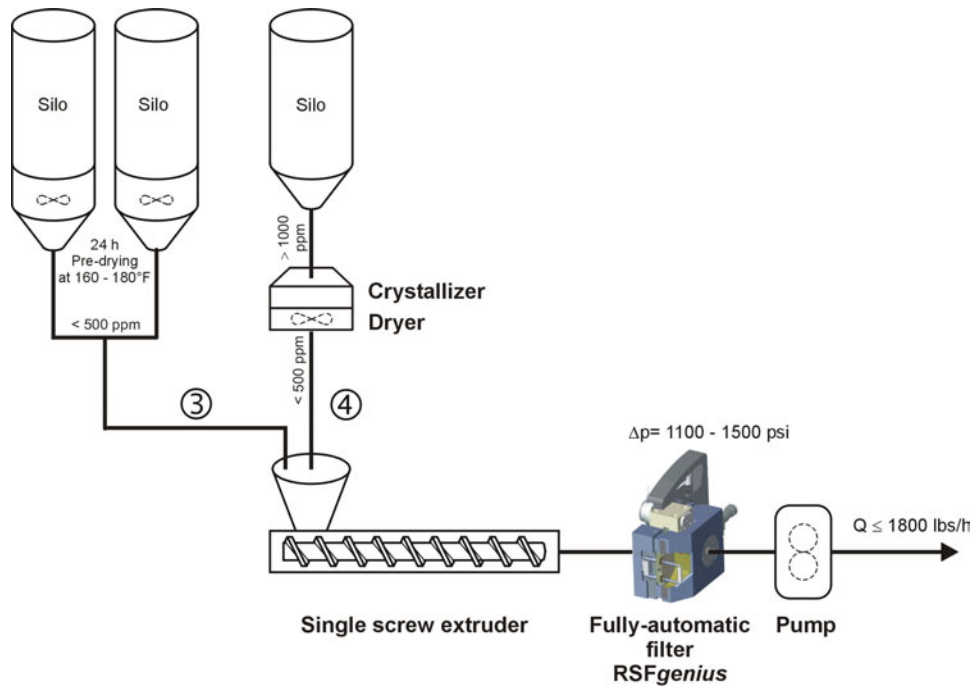 Silo
Silo
Silo
24 h
Pre-drying
at 160 - 180°F
< 500 ppm
> 1000
ppm
Crystallizer
Dryer
< 500 ppm
③
④
Δp= 1100 - 1500 psi
Q ≤ 1800 lbs/h
Single screw extruder
Fully-automatic
filter
RSFgenius
Pump